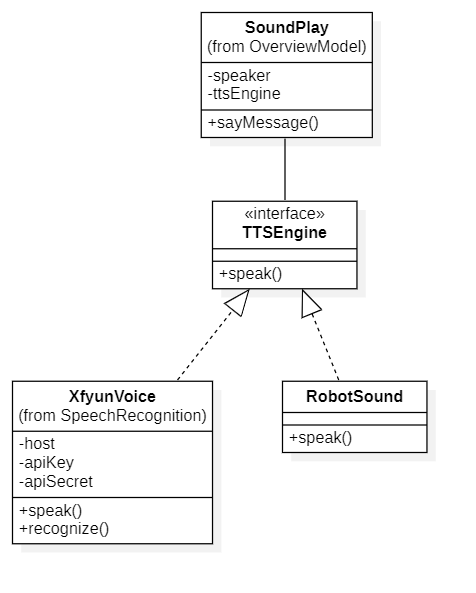 SoundPlay
(from OverviewModel)
-speaker
-ttsEngine
+sayMessage()
«interface»
TTSEngine
+speak()
XfyunVoice
(from SpeechRecognition)
-host
-apiKey
-apiSecret
+speak()
+recognize()
RobotSound
+speak()